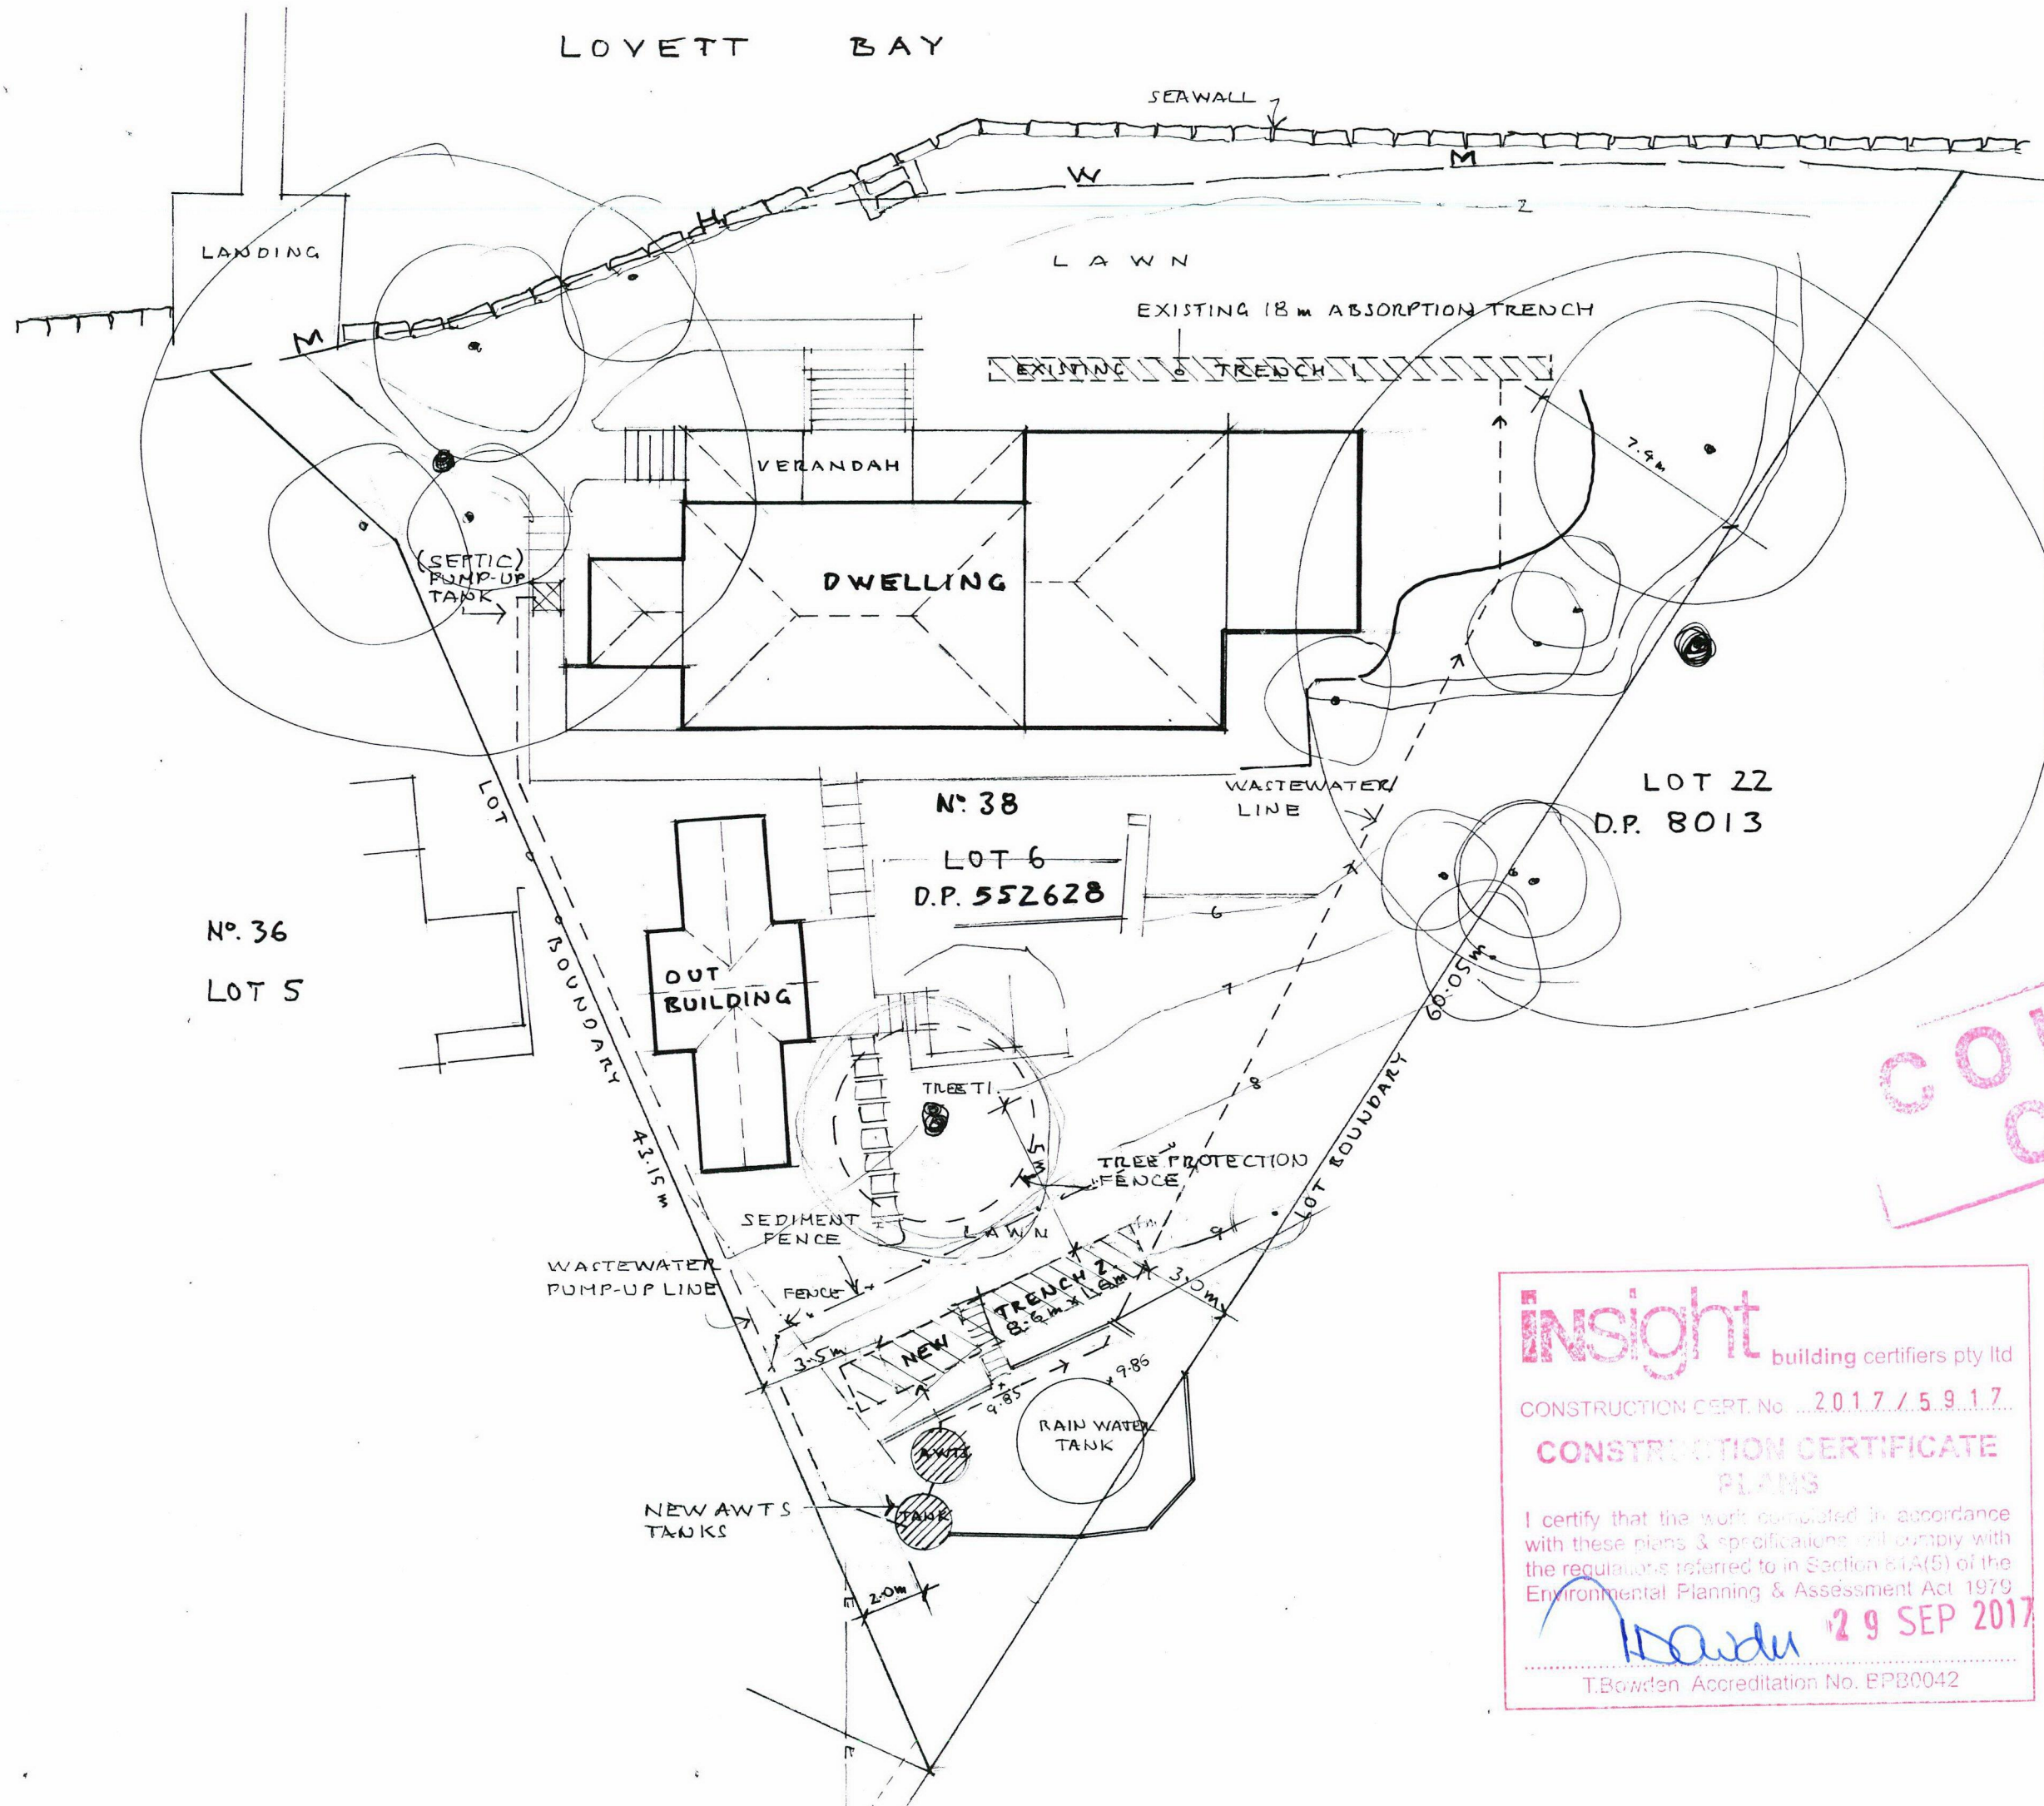 LOVETT BAY
SEAWALL
M
W
2
H
LANDING
LAWN
EXISTING 18m ABSORPTION TRENCH
M
EXISTING TRENCH 1
7.4m
VERANDAH
(SEPTIC)
PUMP-UP
TANK
DWELLING
LOT
BOUNDARY
43.15m
WASTEWATER
LINE
Nº 38
LOT 6
D.P. 552628
LOT 22
D.P. 8013
Nº. 36
LOT 5
OUT
BUILDING
6
7
60.05m
8
LOT BOUNDARY
TREE T1.
5m
TREE PROTECTION
FENCE
SEDIMENT
FENCE
LAWN
9
WASTEWATER
PUMP-UP LINE
FENCE
3.0m
3.5m
NEW TRENCH 2
9.85
9.86
RAIN WATER
TANK
AWTS
TANK
NEW AWTS
TANKS
2.0m
E
E
insight
building certifiers pty ltd
CONSTRUCTION CERT. No 2017/5917
CONSTRUCTION CERTIFICATE
PLANS
I certify that the work completed in accordance
with these plans & specifications will comply with
the regulations referred to in Section 81A(5) of the
Environmental Planning & Assessment Act 1979
29 SEP 2017
T.Bowden Accreditation No. BPB0042